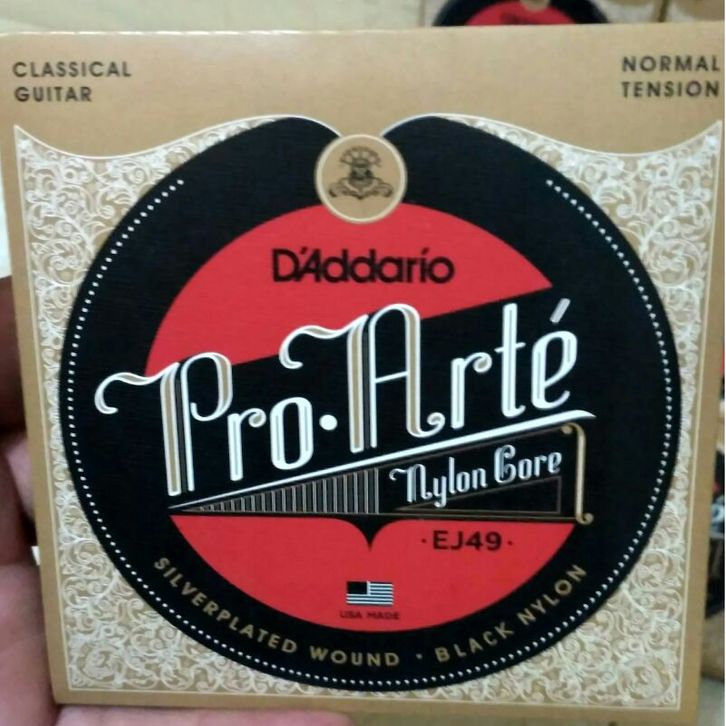 CLASSICAL
GUITAR
NORMAL
TENSION
D'Addario
Pro·Arté
Nylon Core
·EJ49·
USA MADE
SILVERPLATED WOUND · BLACK NYLON